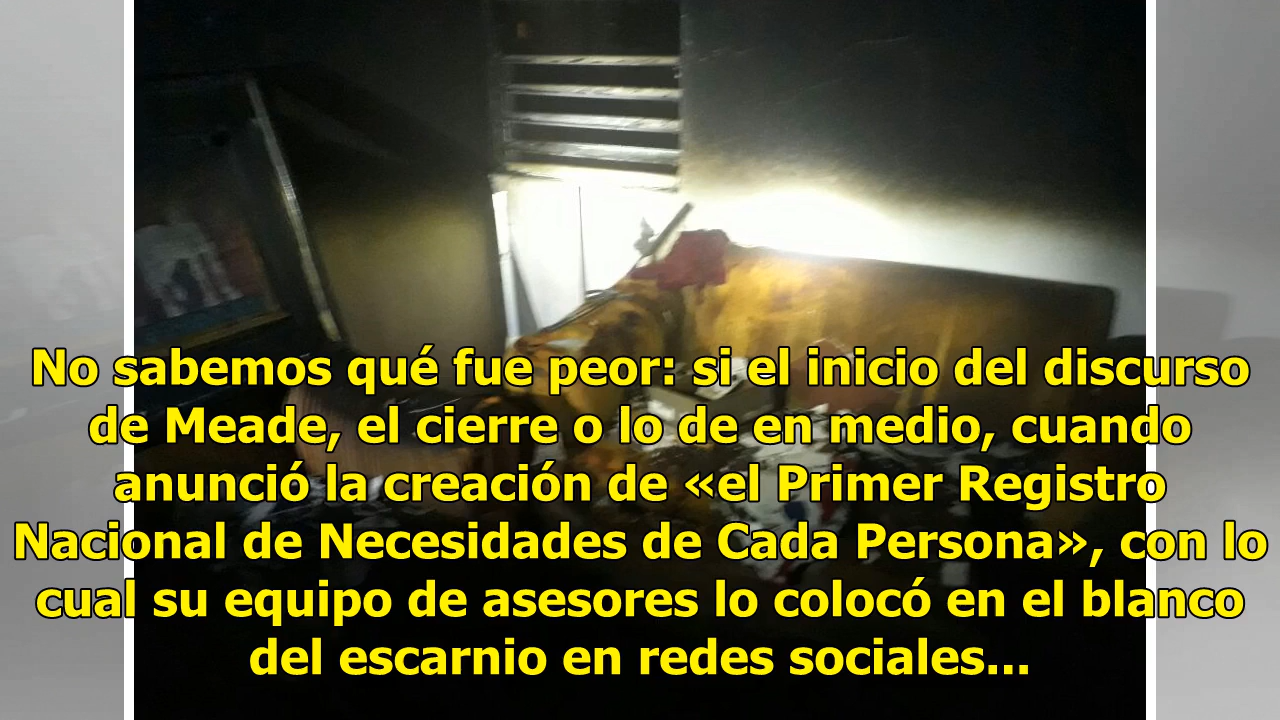 No sabemos qué fue peor: si el inicio del discurso
de Meade, el cierre o lo de en medio, cuando
anunció la creación de «el Primer Registro
Nacional de Necesidades de Cada Persona», con lo
cual su equipo de asesores lo colocó en el blanco
del escarnio en redes sociales...